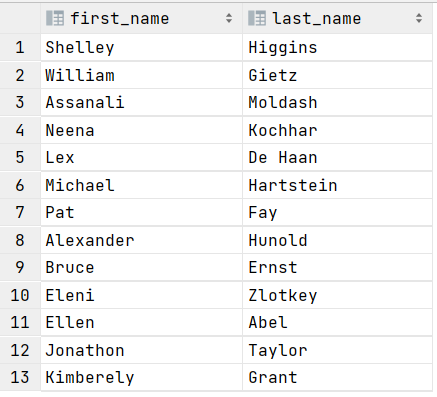 first_name last_name
1 Shelley Higgins
2 William Gietz
3 Assanali Moldash
4 Neena Kochhar
5 Lex De Haan
6 Michael Hartstein
7 Pat Fay
8 Alexander Hunold
9 Bruce Ernst
10 Eleni Zlotkey
11 Ellen Abel
12 Jonathon Taylor
13 Kimberely Grant